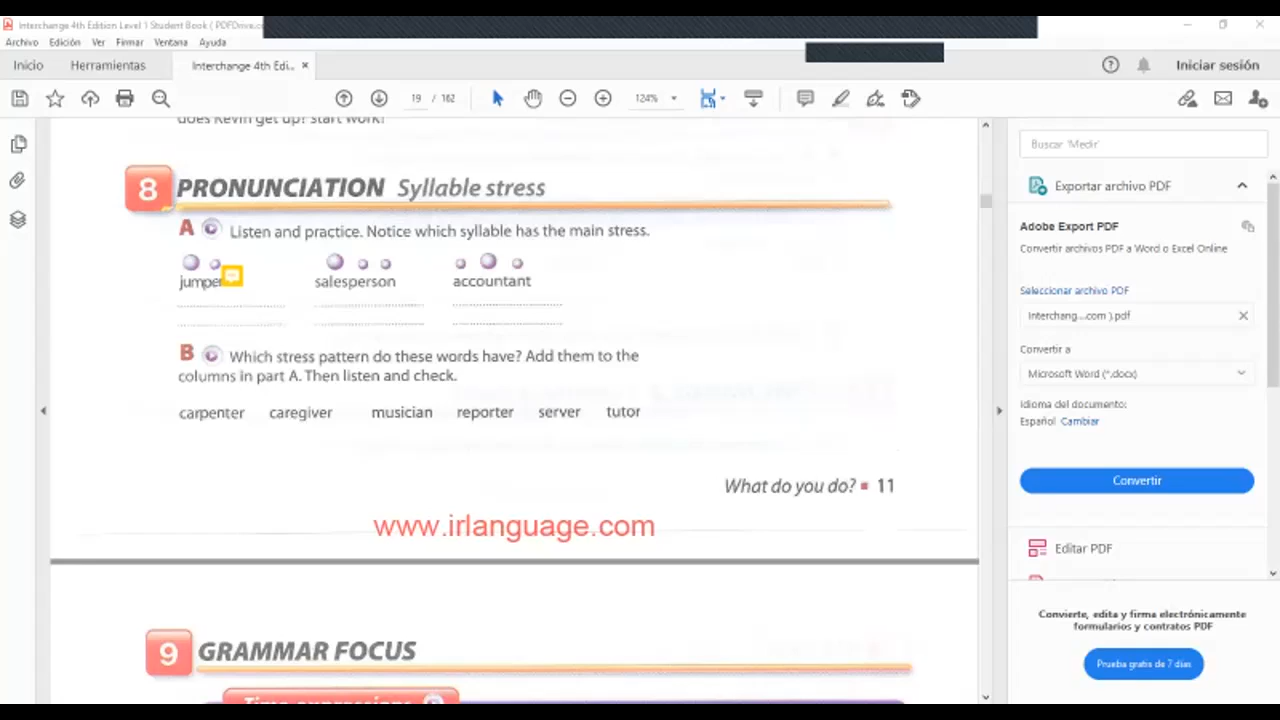 Interchange 4th Edition Level 1 Student Book ( PDFDrive.co
Archivo Edición Ver Firmar Ventana Ayuda
Inicio Herramientas Interchange 4th Edi... × Iniciar sesión
19 / 162 124%
does Kevin get up? start work?
Buscar 'Medir'
8 PRONUNCIATION Syllable stress
Exportar archivo PDF
A Listen and practice. Notice which syllable has the main stress.
Adobe Export PDF
Convertir archivos PDF a Word o Excel Online
jumper salesperson accountant
Seleccionar archivo PDF
Interchang...com ).pdf
Convertir a
B Which stress pattern do these words have? Add them to the
columns in part A. Then listen and check.
Microsoft Word (*.docx)
Idioma del documento:
Español Cambiar
carpenter caregiver musician reporter server tutor
Convertir
What do you do? ▪ 11
www.irlanguage.com
Editar PDF
Convierte, edita y firma electrónicamente
formularios y contratos PDF
9 GRAMMAR FOCUS
Prueba gratis de 7 días
Time expressions